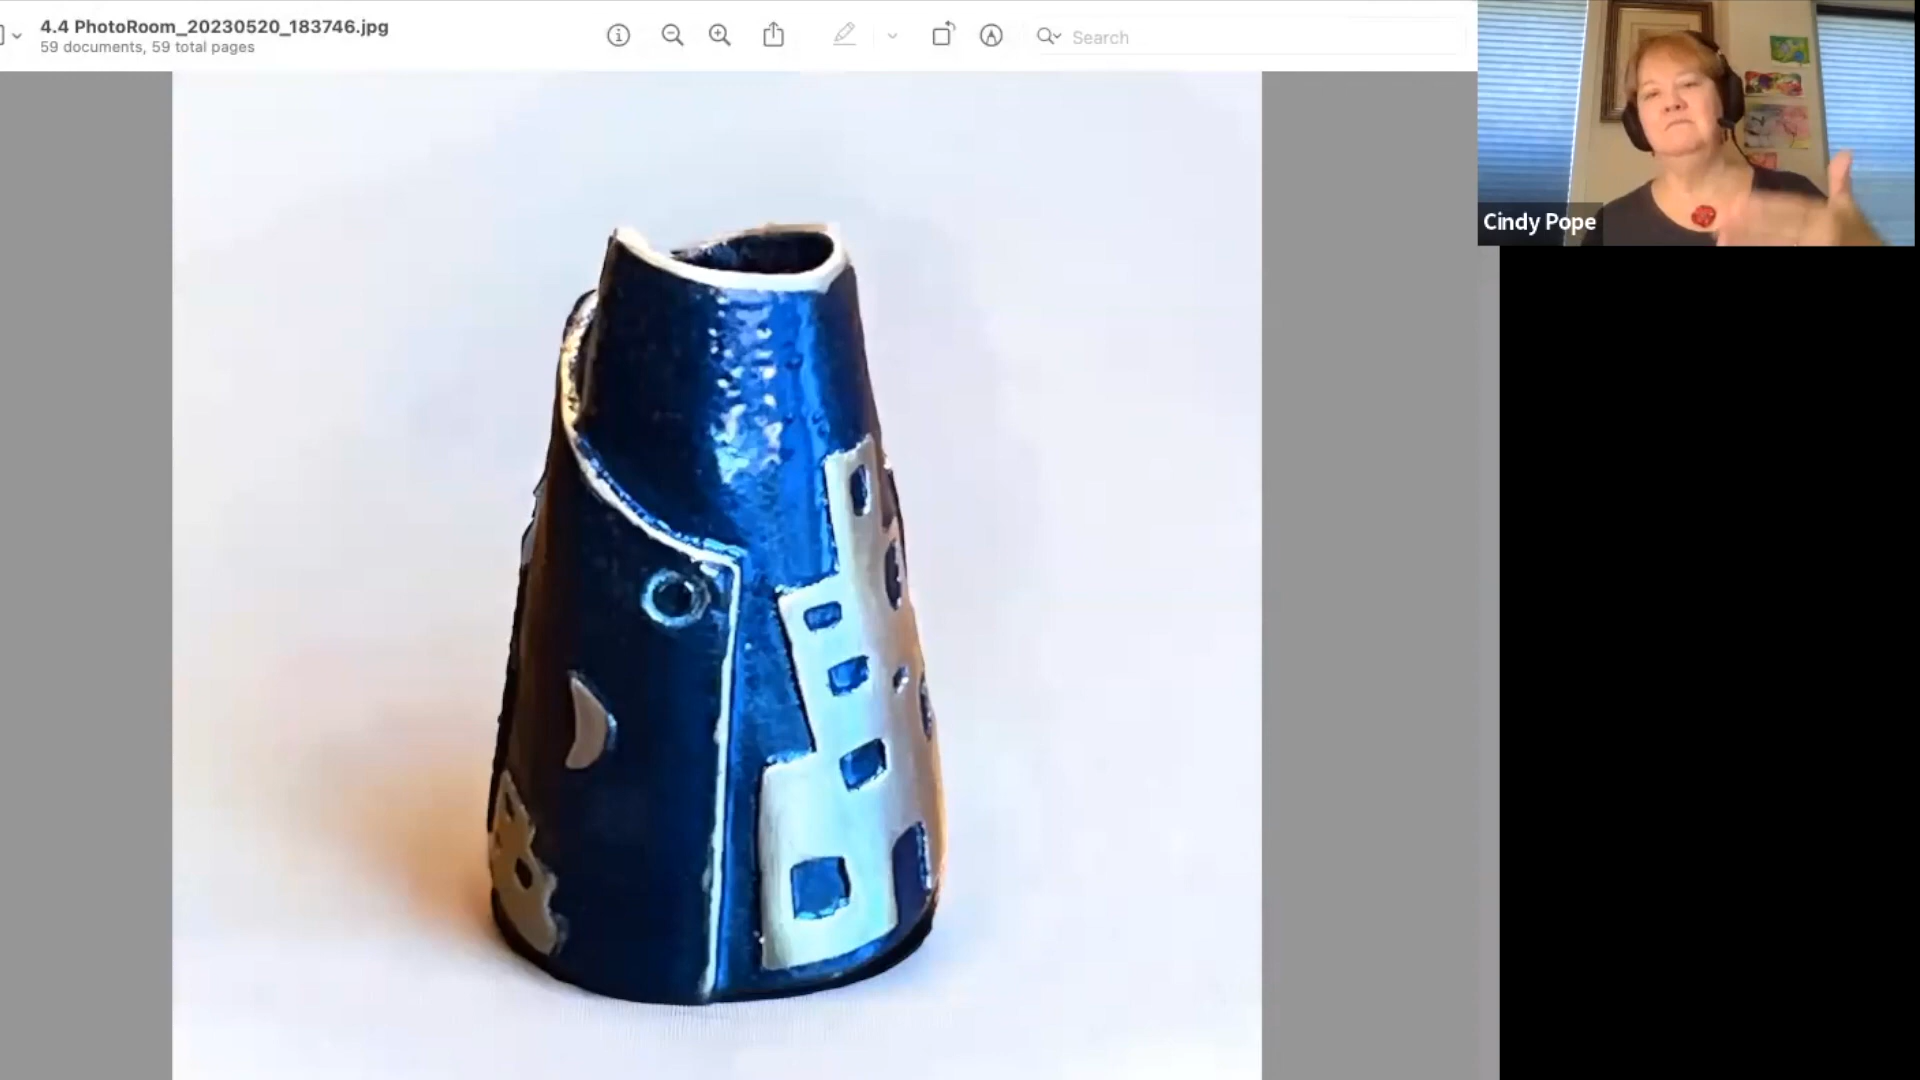 4.4 PhotoRoom_20230520_183746.jpg
59 documents, 59 total pages
Search
Cindy Pope